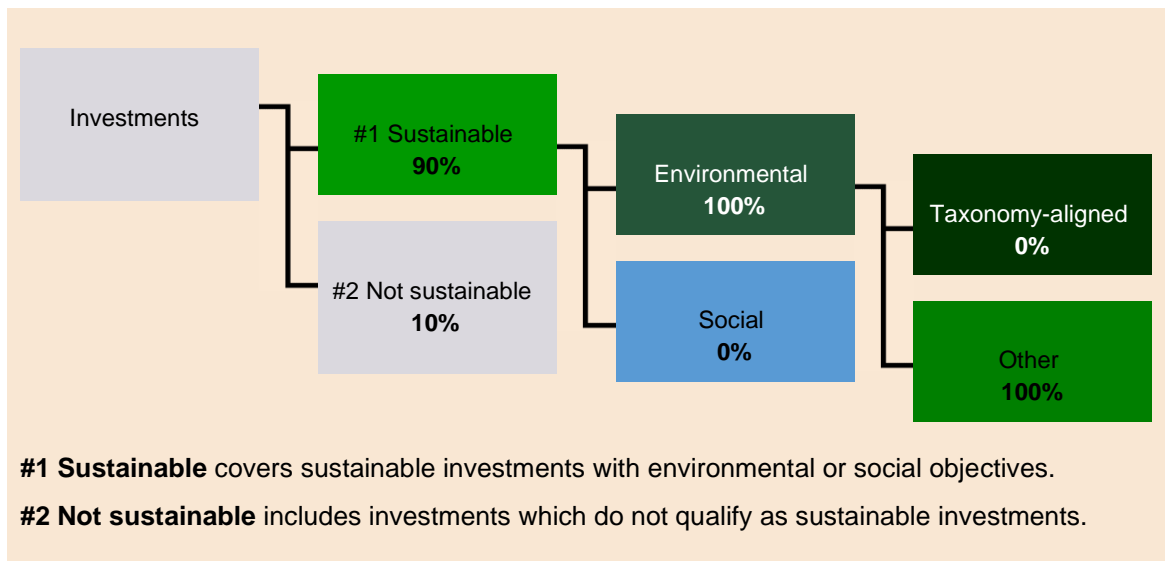 Investments
#1 Sustainable
90%
#2 Not sustainable
10%
Environmental
100%
Social
0%
Taxonomy-aligned
0%
Other
100%
#1 Sustainable covers sustainable investments with environmental or social objectives.
#2 Not sustainable includes investments which do not qualify as sustainable investments.